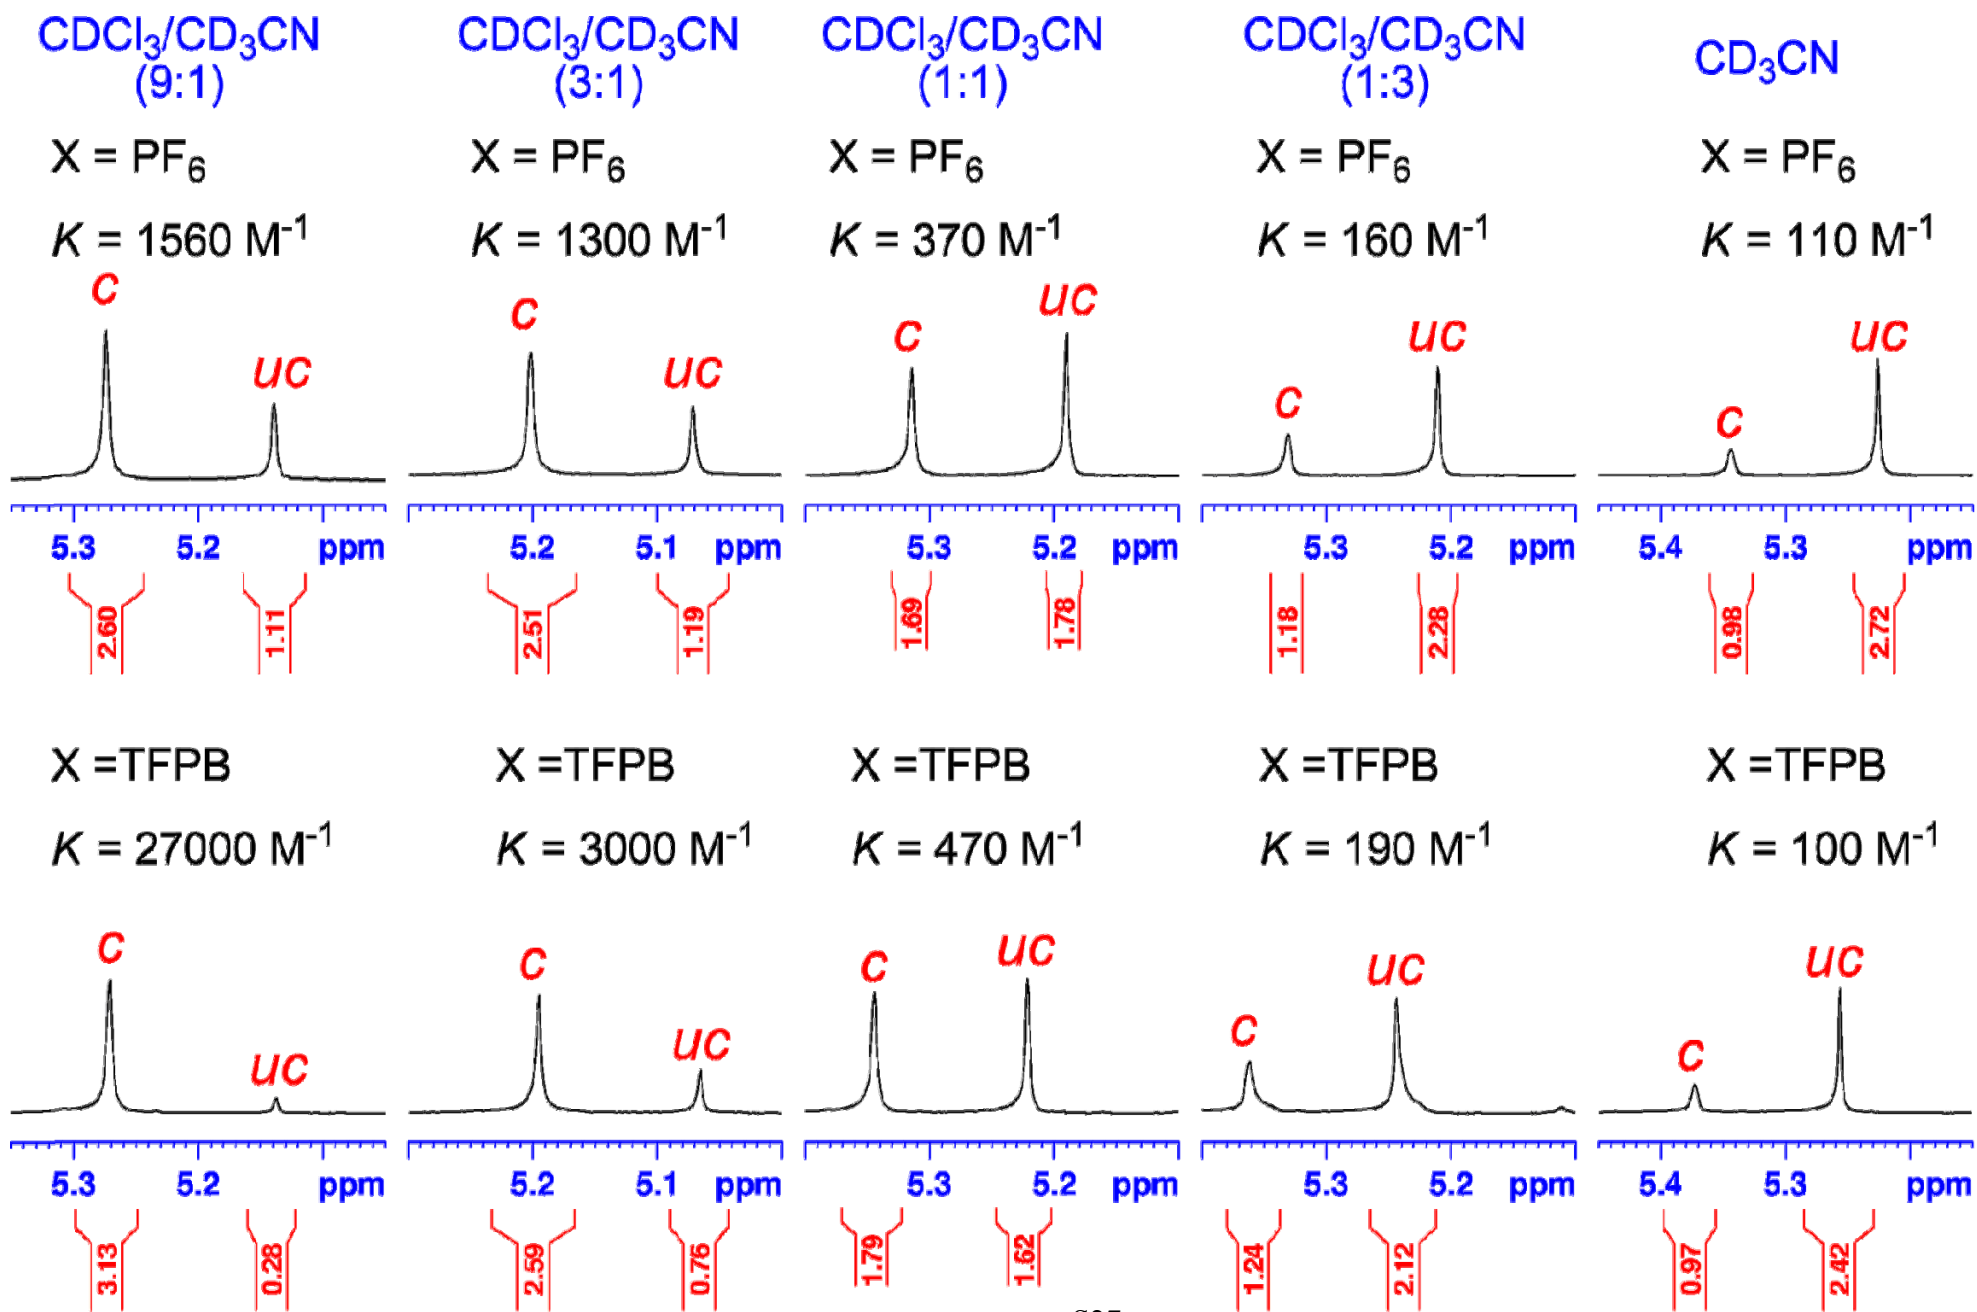 CDCl3/CD3CN CDCl3/CD3CN CDCl3/CD3CN CDCl3/CD3CN CD3CN
(9:1) (3:1) (1:1) (1:3)
X = PF6 X = PF6 X = PF6 X = PF6 X = PF6
K = 1560 M-1 K = 1300 M-1 K = 370 M-1 K = 160 M-1 K = 110 M-1
c uc c uc c uc c uc c uc
5.3 5.2 ppm 5.2 5.1 ppm 5.3 5.2 ppm 5.3 5.2 ppm 5.4 5.3 ppm
2.60 1.11 2.51 1.19 1.69 1.78 1.18 2.28 0.98 2.72
X =TFPB X =TFPB X =TFPB X =TFPB X =TFPB
K = 27000 M-1 K = 3000 M-1 K = 470 M-1 K = 190 M-1 K = 100 M-1
c uc c uc c uc c uc c uc
5.3 5.2 ppm 5.2 5.1 ppm 5.3 5.2 ppm 5.3 5.2 ppm 5.4 5.3 ppm
3.13 0.28 2.59 0.76 1.79 1.62 1.24 2.12 0.97 2.42